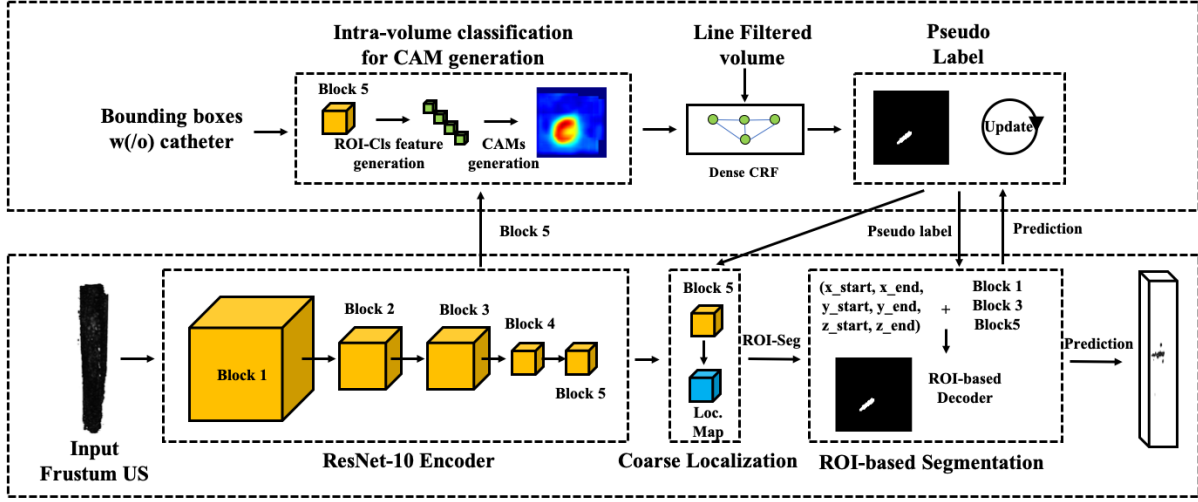 Intra-volume classification
for CAM generation
Line Filtered
volume
Pseudo
Label
Bounding boxes
w(/o) catheter
Block 5
ROI-Cls feature
generation
CAMs
generation
Dense CRF
Update
Block 5
Pseudo label
Prediction
Block 1
Block 2
Block 3
Block 4
Block 5
Block 5
Loc.
Map
ROI-Seg
(x_start, x_end,
y_start, y_end,
z_start, z_end)
+
Block 1
Block 3
Block5
ROI-based
Decoder
Prediction
Input
Frustum US
ResNet-10 Encoder
Coarse Localization
ROI-based Segmentation